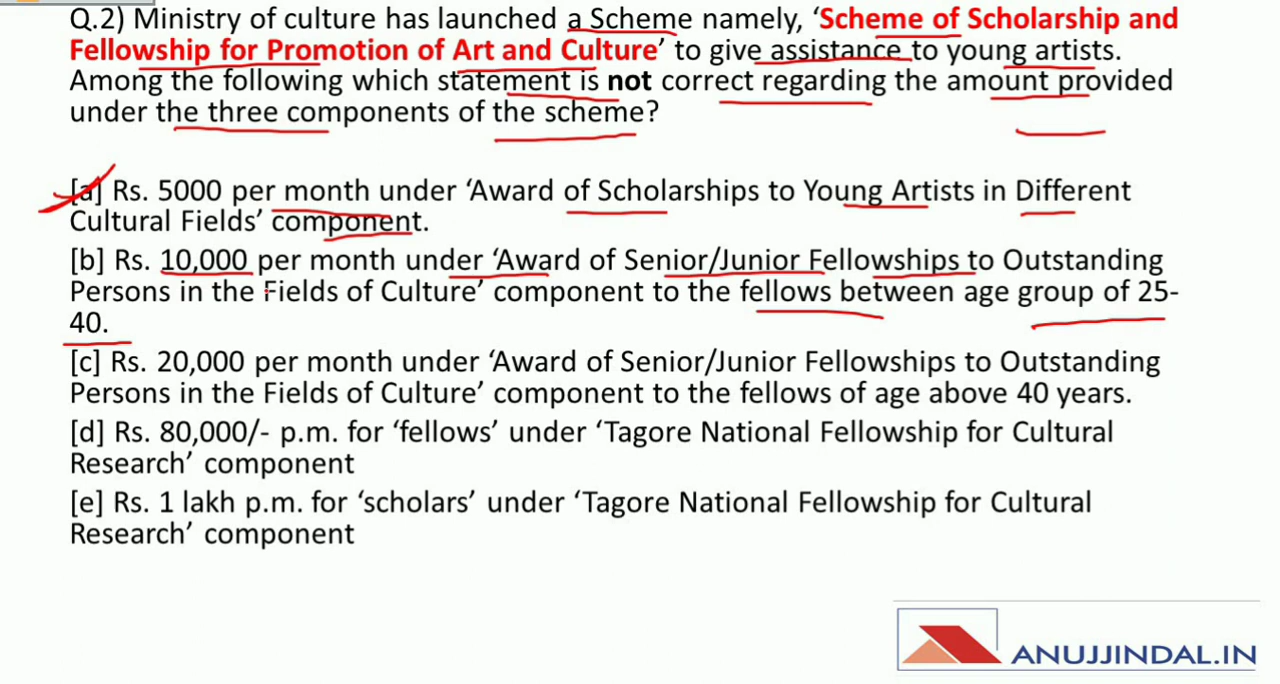 Q.2) Ministry of culture has launched a Scheme namely, ‘Scheme of Scholarship and
Fellowship for Promotion of Art and Culture’ to give assistance to young artists.
Among the following which statement is not correct regarding the amount provided
under the three components of the scheme?
[a] Rs. 5000 per month under ‘Award of Scholarships to Young Artists in Different
Cultural Fields’ component.
[b] Rs. 10,000 per month under ‘Award of Senior/Junior Fellowships to Outstanding
Persons in the Fields of Culture’ component to the fellows between age group of 25-
40.
[c] Rs. 20,000 per month under ‘Award of Senior/Junior Fellowships to Outstanding
Persons in the Fields of Culture’ component to the fellows of age above 40 years.
[d] Rs. 80,000/- p.m. for ‘fellows’ under ‘Tagore National Fellowship for Cultural
Research’ component
[e] Rs. 1 lakh p.m. for ‘scholars’ under ‘Tagore National Fellowship for Cultural
Research’ component
ANUJJINDAL.IN